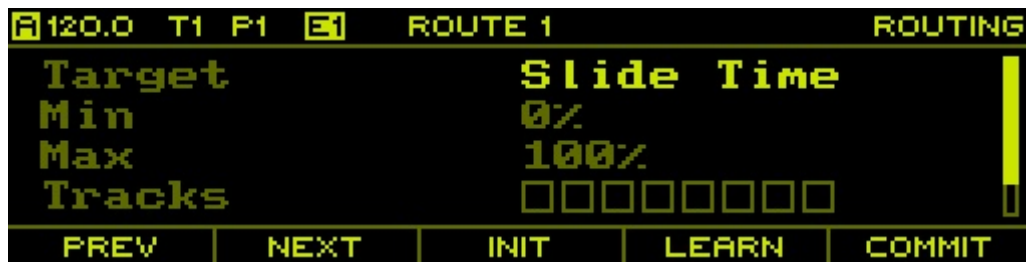 A 120.0 T1 P1 E1 ROUTE 1 ROUTING
Target Slide Time
Min 0%
Max 100%
Tracks
PREV NEXT INIT LEARN COMMIT